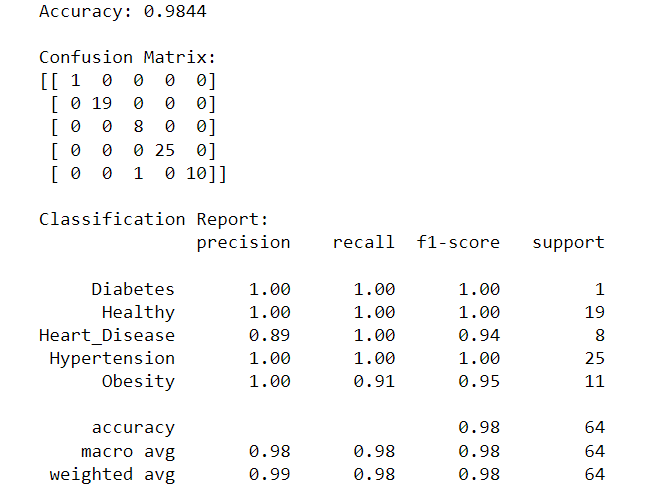 Accuracy: 0.9844
Confusion Matrix:
[[ 1  0  0  0  0]
 [ 0 19  0  0  0]
 [ 0  0  8  0  0]
 [ 0  0  0 25  0]
 [ 0  0  1  0 10]]
Classification Report:
              precision    recall  f1-score   support
     Diabetes       1.00      1.00      1.00         1
      Healthy       1.00      1.00      1.00        19
Heart_Disease       0.89      1.00      0.94         8
 Hypertension       1.00      1.00      1.00        25
      Obesity       1.00      0.91      0.95        11
     accuracy                           0.98        64
    macro avg       0.98      0.98      0.98        64
 weighted avg       0.99      0.98      0.98        64